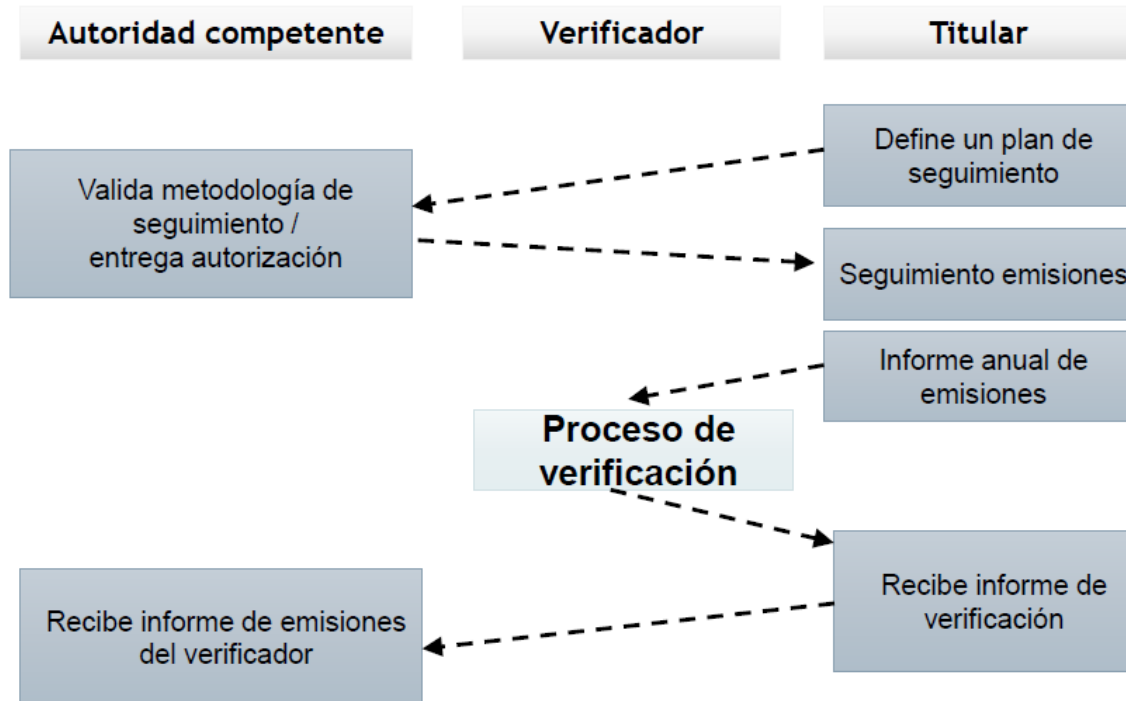 Autoridad competente
Verificador
Titular
Define un plan de
seguimiento
Valida metodología de
seguimiento /
entrega autorización
Seguimiento emisiones
Informe anual de
emisiones
Proceso de
verificación
Recibe informe de
verificación
Recibe informe de emisiones
del verificador